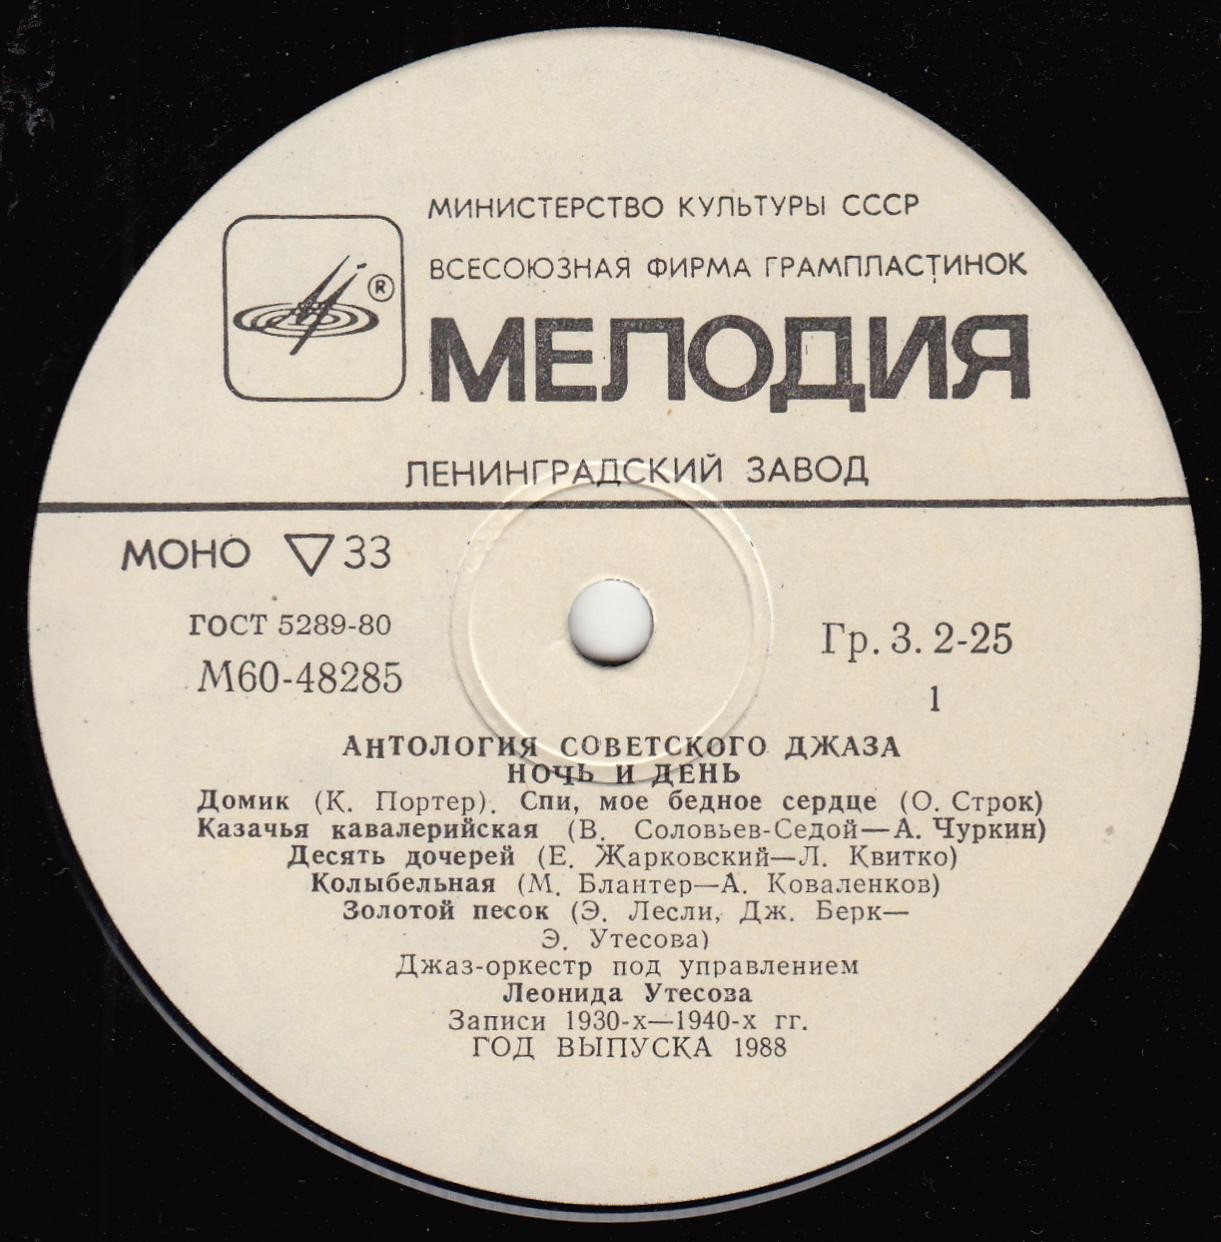 МИНИСТЕРСТВО КУЛЬТУРЫ СССР
ВСЕСОЮЗНАЯ ФИРМА ГРАМПЛАСТИНОК
®
МЕЛОДИЯ
ЛЕНИНГРАДСКИЙ ЗАВОД
МОНО ▽ 33
ГОСТ 5289-80
М60-48285
Гр. 3. 2-25
1
АНТОЛОГИЯ СОВЕТСКОГО ДЖАЗА
НОЧЬ И ДЕНЬ
Домик (К. Портер). Спи, мое бедное сердце (О. Строк)
Казачья кавалерийская (В. Соловьев-Седой—А. Чуркин)
Десять дочерей (Е. Жарковский—Л. Квитко)
Колыбельная (М. Блантер—А. Коваленков)
Золотой песок (Э. Лесли, Дж. Берк—
Э. Утесова)
Джаз-оркестр под управлением
Леонида Утесова
Записи 1930-х—1940-х гг.
ГОД ВЫПУСКА 1988